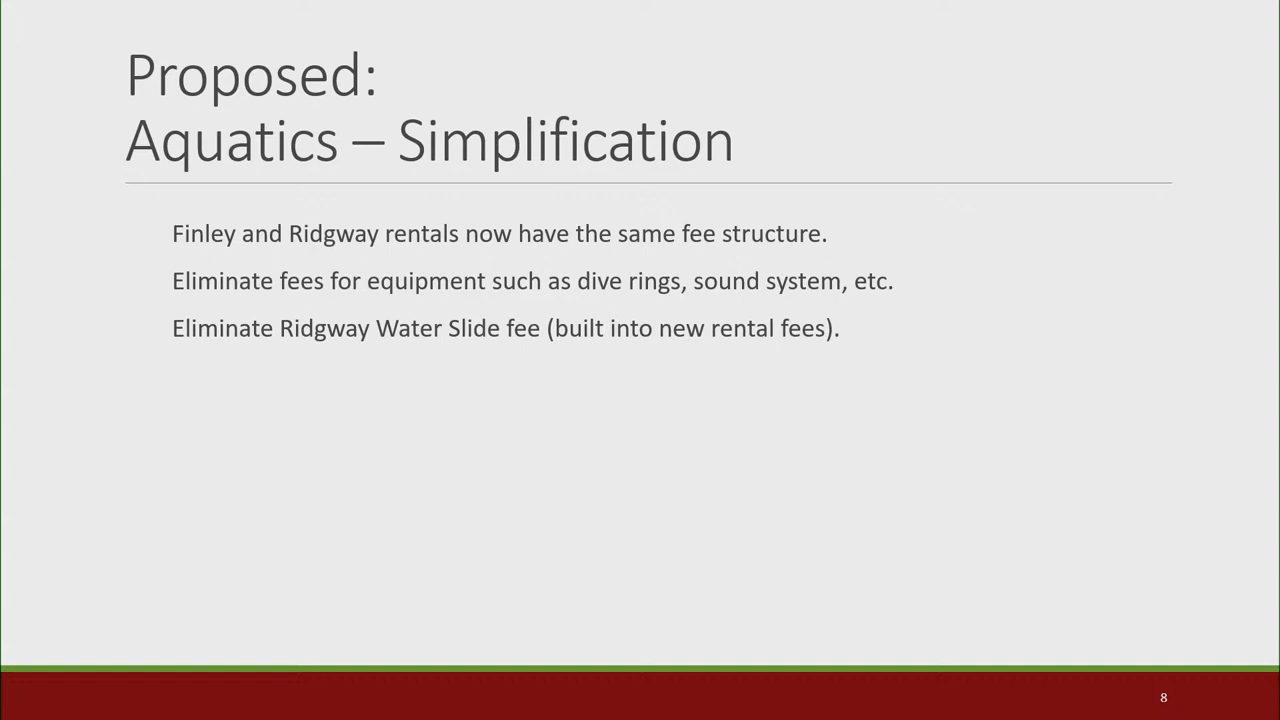 Proposed:
Aquatics – Simplification
Finley and Ridgway rentals now have the same fee structure.
Eliminate fees for equipment such as dive rings, sound system, etc.
Eliminate Ridgway Water Slide fee (built into new rental fees).
8